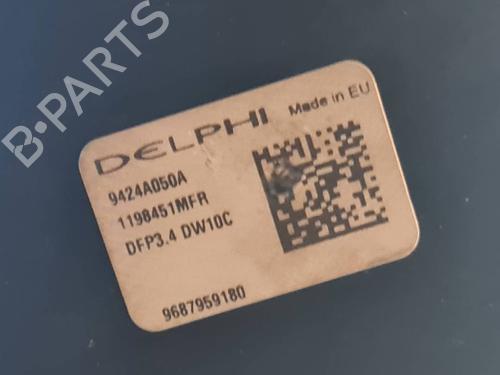 B·PARTS
DELPHI
Made in EU
9424A050A
1198451MFR
DFP3.4 DW10C
9687959180